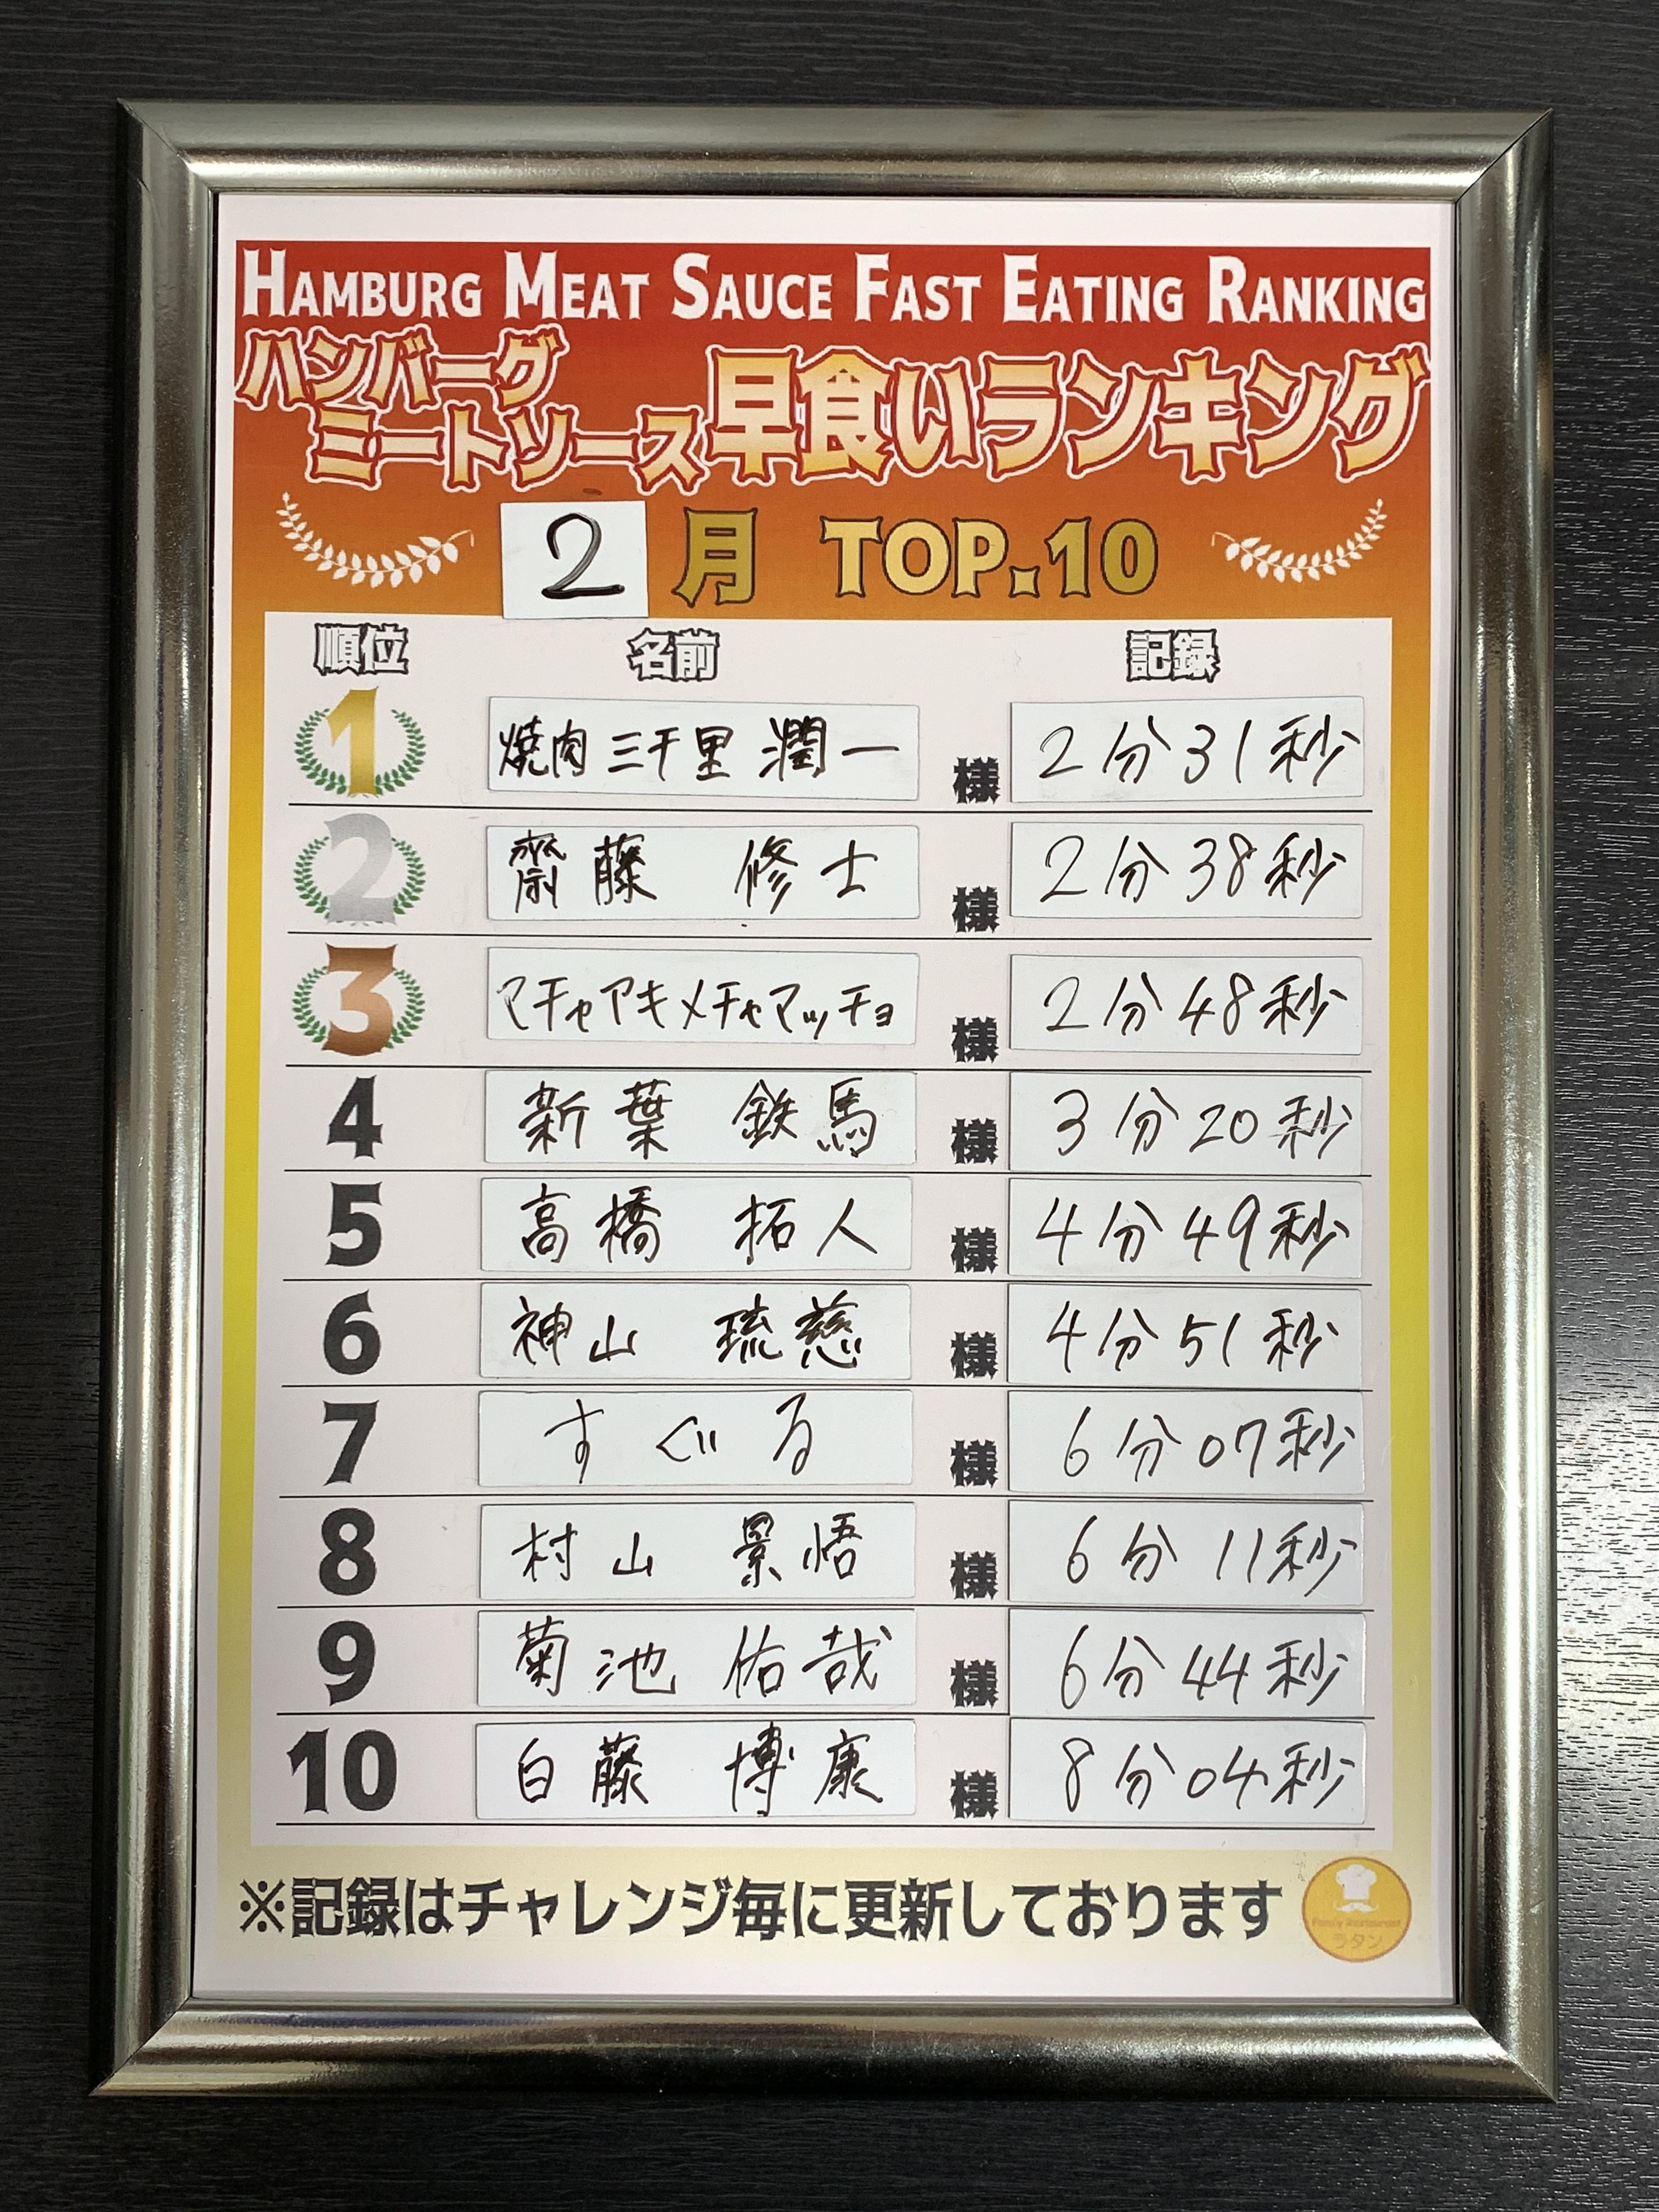 HAMBURG MEAT SAUCE FAST EATING RANKING
ハンバーグ
ミートソース早食いランキング
2月 TOP.10
順位 名前 記録
1 焼肉三千里 潤一 様 2分31秒
2 齋藤 修士 様 2分38秒
3 マチャアキメチャマッチョ 様 2分48秒
4 新葉 鉄馬 様 3分20秒
5 高橋 拓人 様 4分49秒
6 神山 琉慈 様 4分51秒
7 すぐる 様 6分07秒
8 村山 景悟 様 6分11秒
9 菊池 佑哉 様 6分44秒
10 白藤 博康 様 8分04秒
※記録はチャレンジ毎に更新しております
Family Restaurant
ラタン